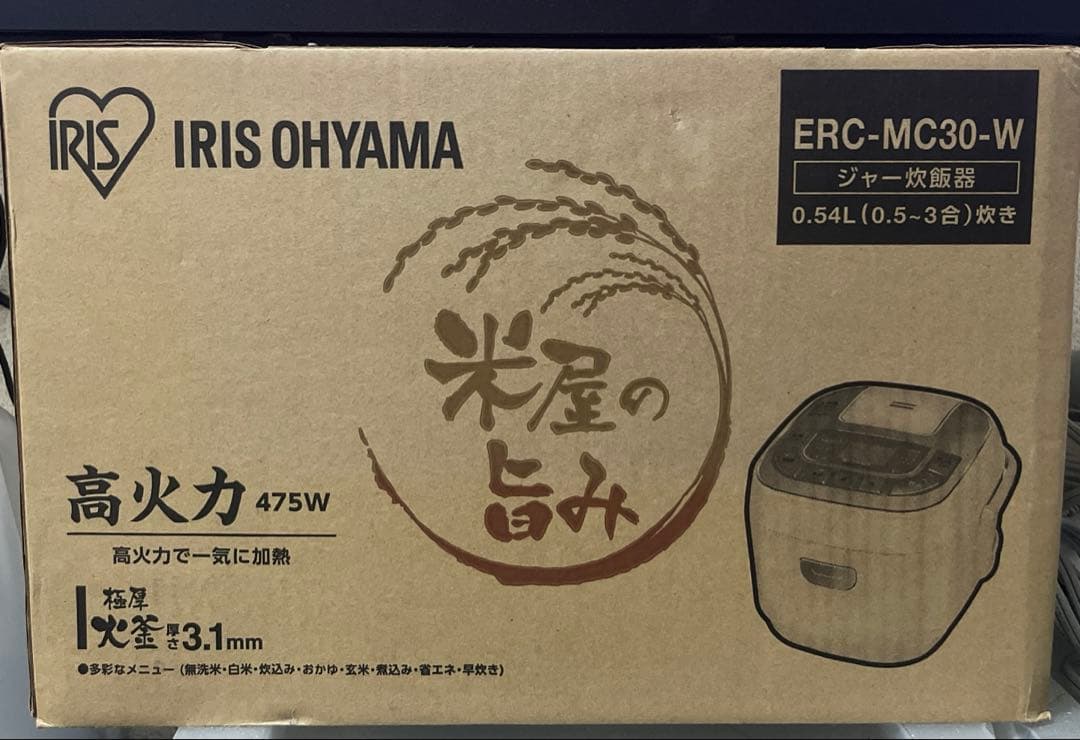 IRIS
IRIS OHYAMA
ERC-MC30-W
ジャー炊飯器
0.54L(0.5~3合)炊き
米屋の
旨み
高火力 475W
高火力で一気に加熱
極厚
火釜 厚さ 3.1mm
●多彩なメニュー (無洗米・白米・炊込み・おかゆ・玄米・煮込み・省エネ・早炊き)